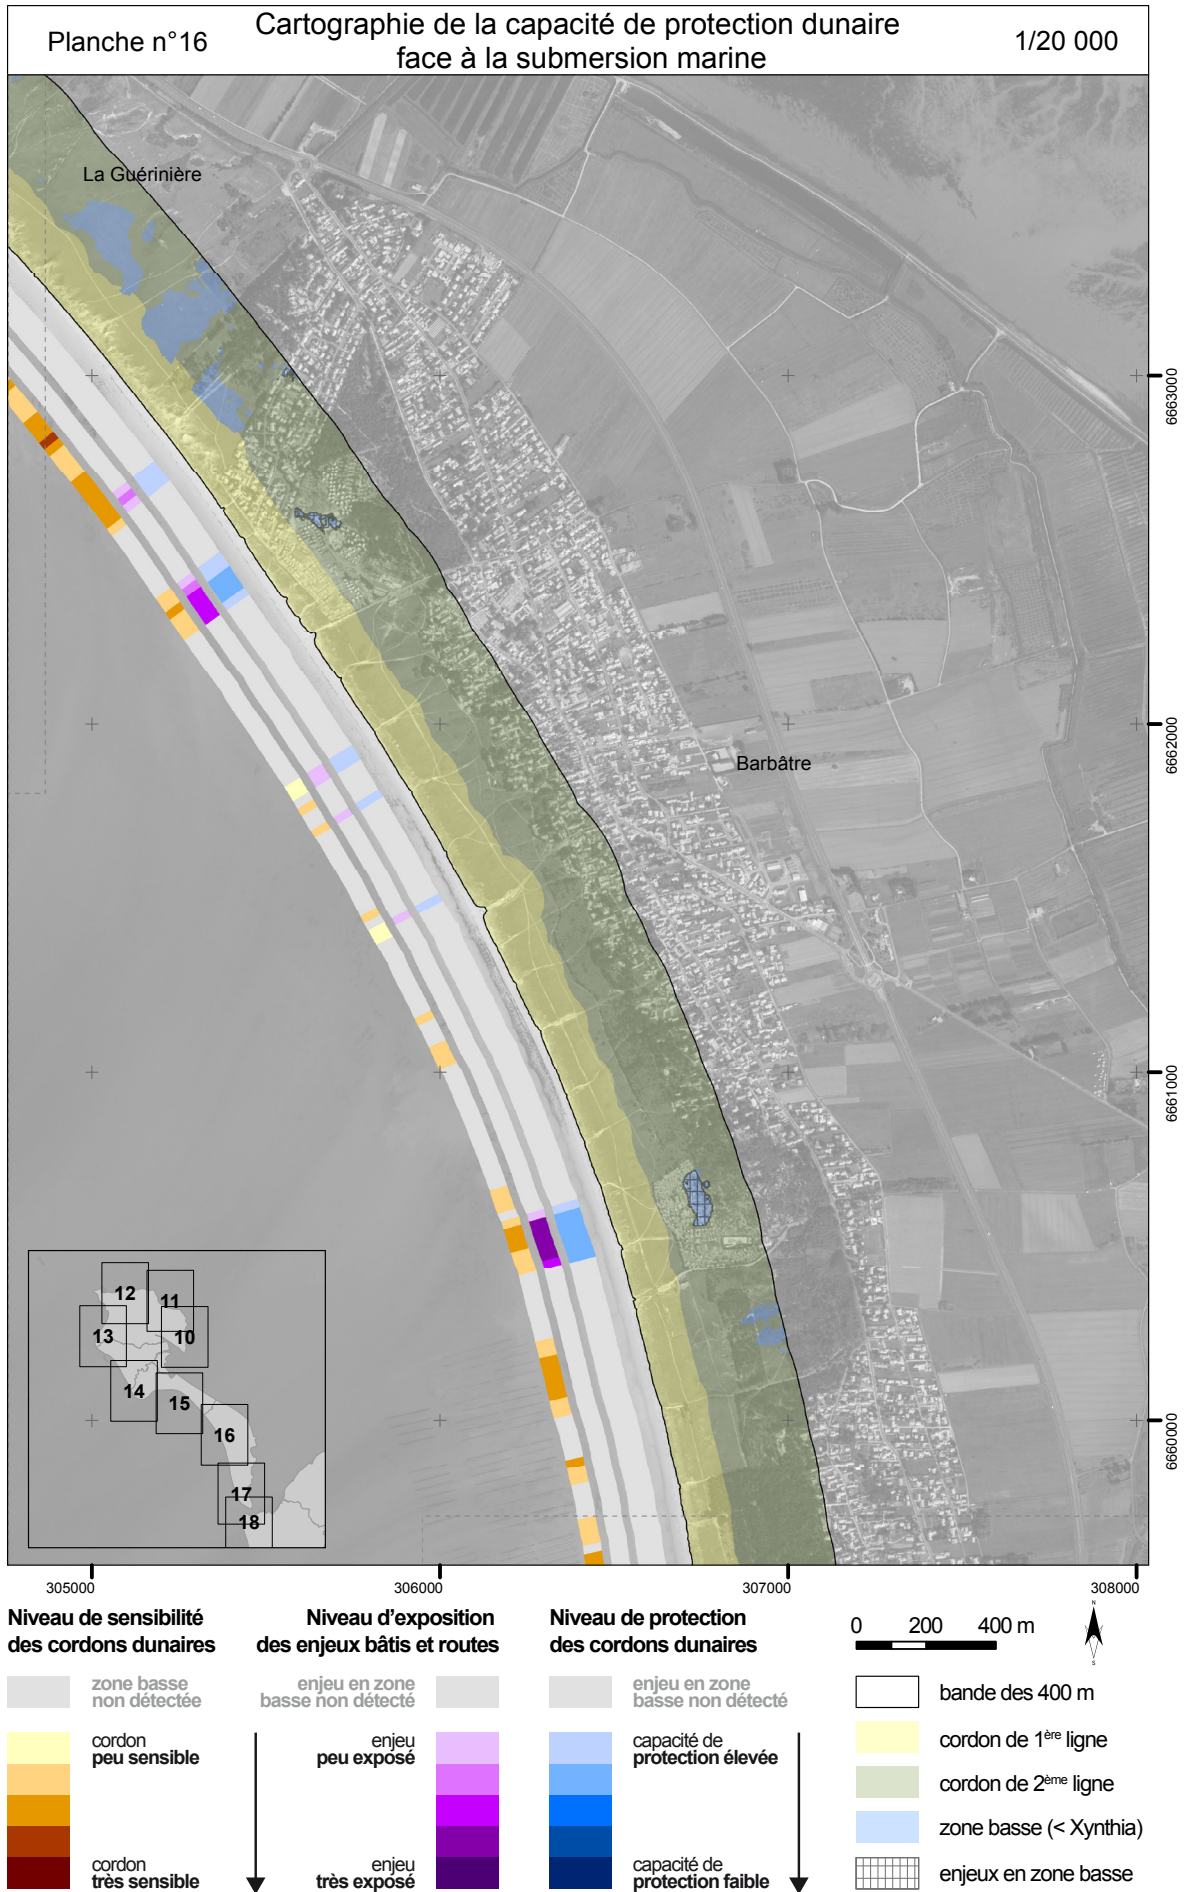 Planche n°16
Cartographie de la capacité de protection dunaire
face à la submersion marine
1/20 000
La Guérinière
Barbâtre
6663000
6662000
6661000
6660000
12
11
13
10
14
15
16
17
18
305000
306000
307000
308000
Niveau de sensibilité
des cordons dunaires
zone basse
non détectée
cordon
peu sensible
cordon
très sensible
Niveau d'exposition
des enjeux bâtis et routes
enjeu en zone
basse non détecté
enjeu
peu exposé
enjeu
très exposé
Niveau de protection
des cordons dunaires
enjeu en zone
basse non détecté
capacité de
protection élevée
capacité de
protection faible
0 200 400 m
N
S
bande des 400 m
cordon de 1ère ligne
cordon de 2ème ligne
zone basse (< Xynthia)
enjeux en zone basse